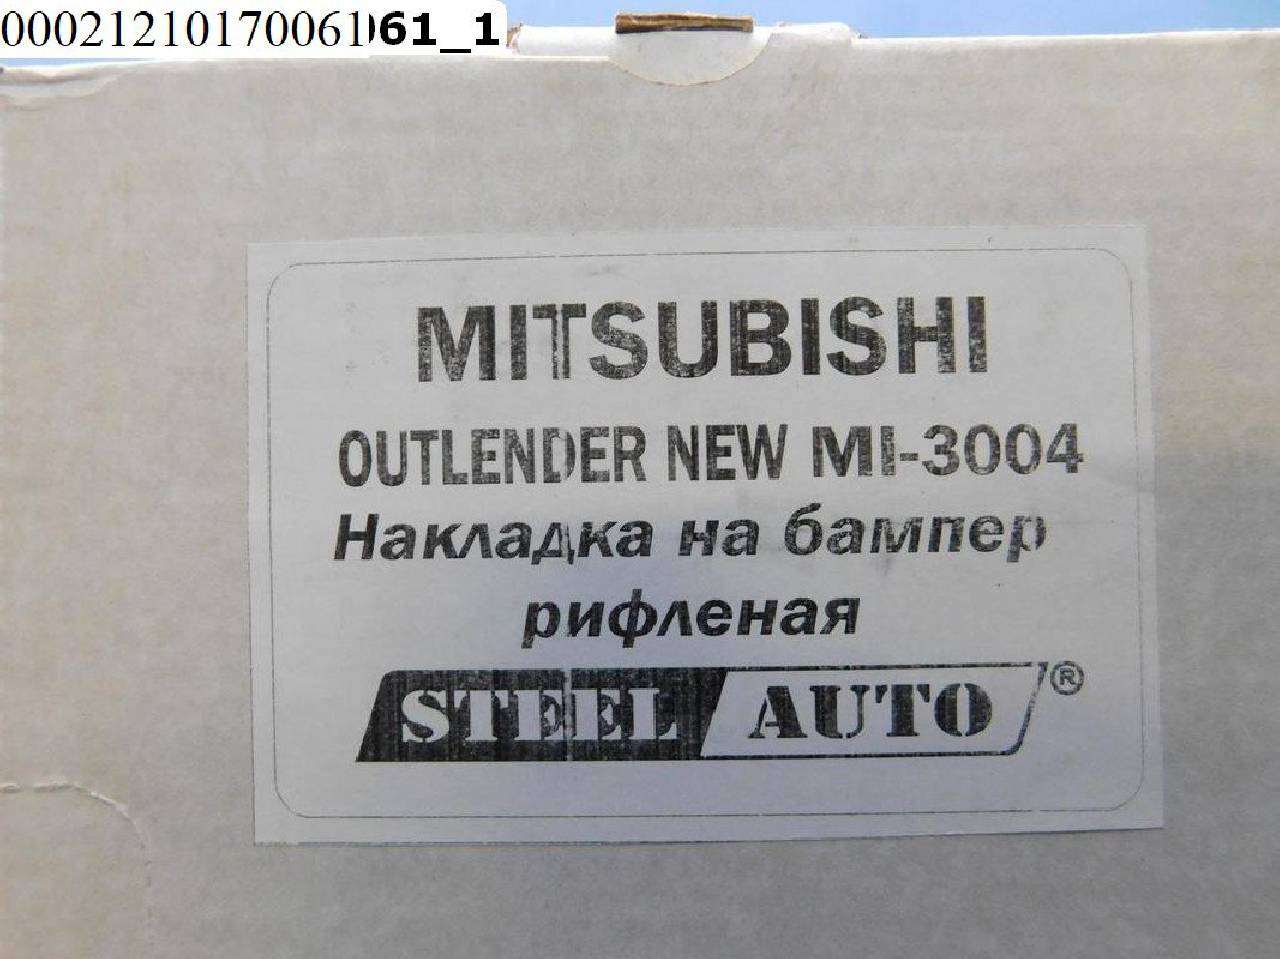 00021210170061061_1
MITSUBISHI
OUTLENDER NEW MI-3004
Накладка на бампер
рифленая
STEEL AUTO®